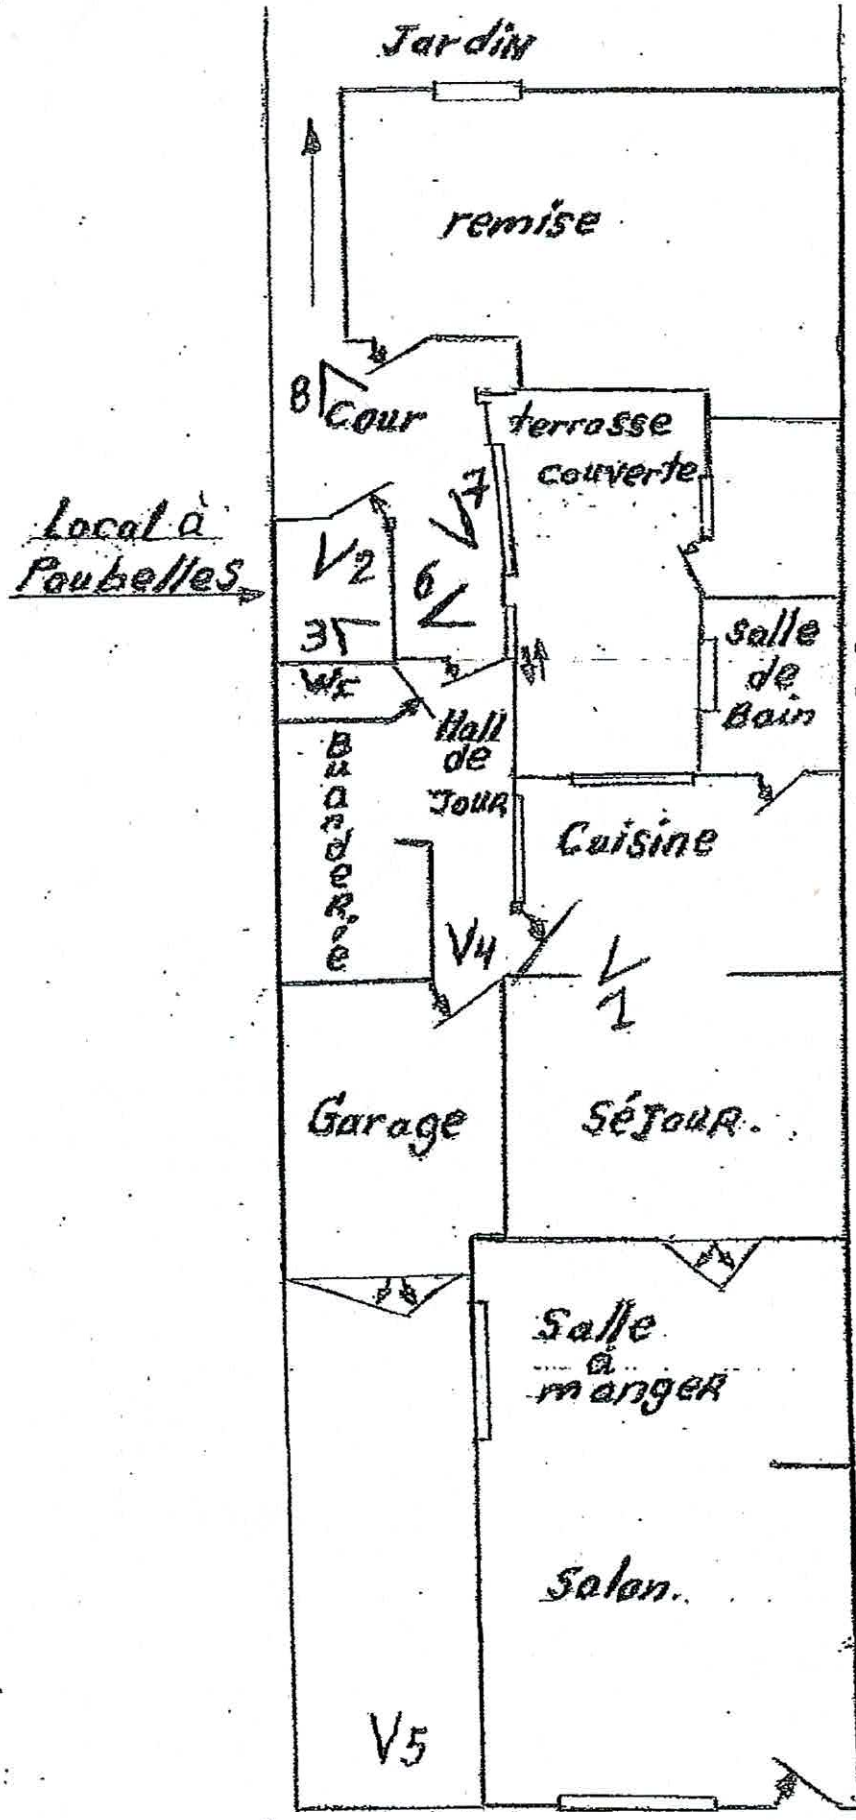 Jardin
remise
8
Cour
terrasse
couverte
7
Local à
Poubelles
2
6
3
WC
Salle
de
Bain
Hall
de
JOUR
BuandeRie
Cuisine
V4
1
Garage
SéJOUR.
Salle
à
mangeR
Salon.
V5